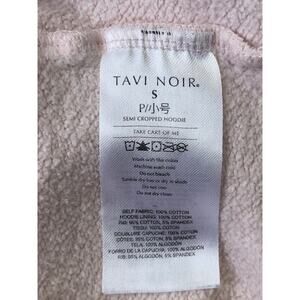 TAVI NOIR®
S
P/小号
SEMI CROPPED HOODIE
TAKE CARE OF ME
Wash with like colors
Machine wash cold
Do not bleach
Tumble dry low or dry in shade
Do not iron
Do not dry clean
SELF FABRIC: 100% COTTON
HOODIE LINING: 100% COTTON
RIB: 95% COTTON, 5% SPANDEX
TISSU: 100% COTON
DOUBLURE CAPUCHE: 100% COTON
CÔTES: 95% COTON, 5% SPANDEX
TELA: 100% ALGODÓN
FORRO DE LA CAPUCHA: 100% ALGODÓN
RIB: 95% ALGODÓN, 5% SPANDEX